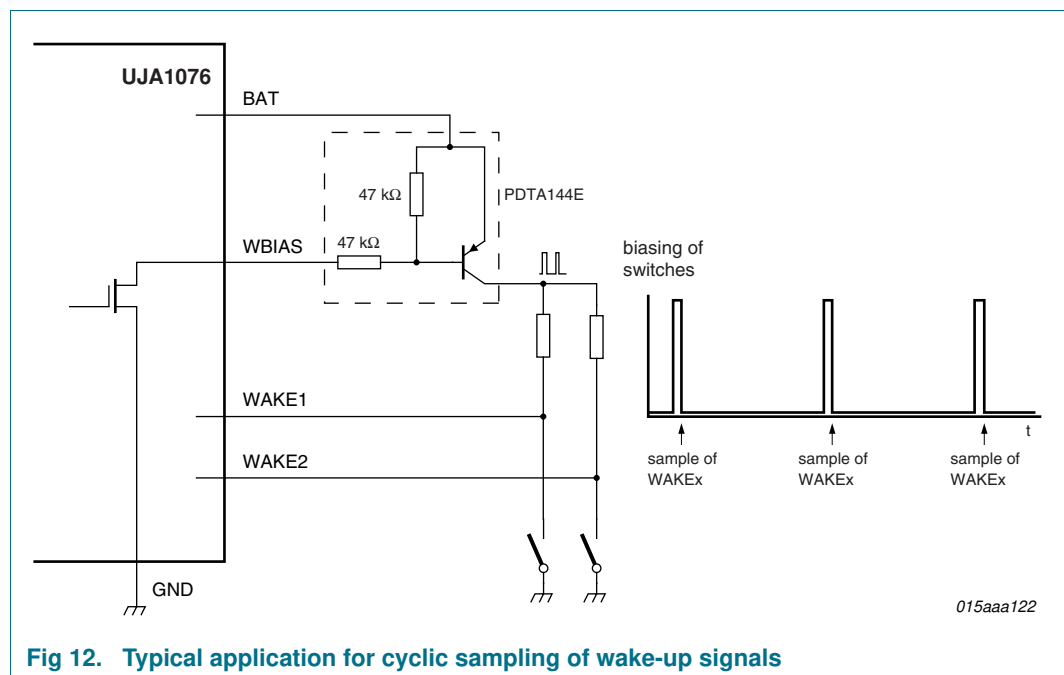 UJA1076
BAT
47 kΩ
PDTA144E
WBIAS
47 kΩ
biasing of
switches
WAKE1
t
WAKE2
sample of
WAKEx
sample of
WAKEx
sample of
WAKEx
GND
015aaa122
Fig 12. Typical application for cyclic sampling of wake-up signals